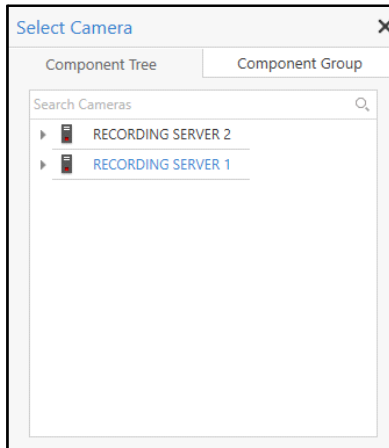 Select Camera
Component Tree
Component Group
Search Cameras
RECORDING SERVER 2
RECORDING SERVER 1